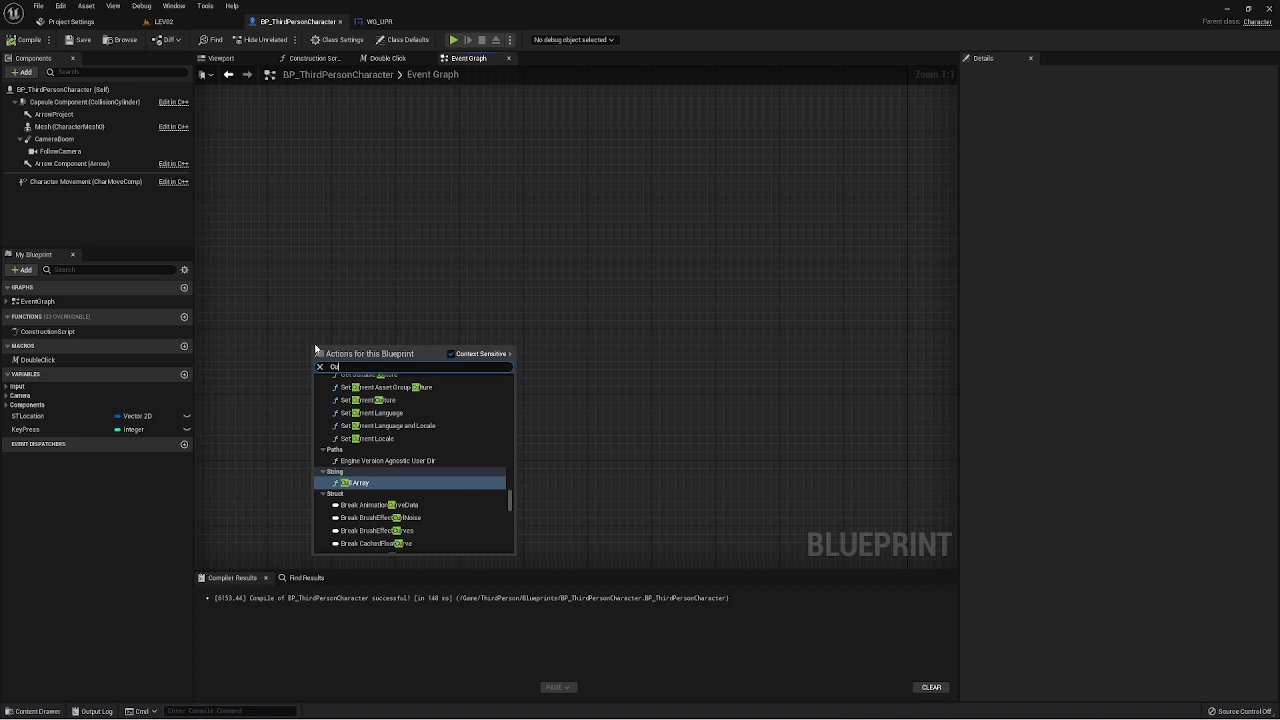 File Edit Asset View Debug Window Tools Help
Project Settings LEV02 BP_ThirdPersonCharacter WG_UPR Parent class: Character
Compile Save Browse Diff Find Hide Unrelated Class Settings Class Defaults No debug object selected
Components Viewport Construction Scr... Double Click Event Graph Details
Add Search BP_ThirdPersonCharacter > Event Graph Zoom 1:1
BP_ThirdPersonCharacter (Self)
Capsule Component (CollisionCylinder) Edit in C++
ArrowProject
Mesh (CharacterMesh0) Edit in C++
CameraBoom
FollowCamera
Arrow Component (Arrow) Edit in C++
Character Movement (CharMoveComp) Edit in C++
My Blueprint
Add Search
GRAPHS
EventGraph
FUNCTIONS (33 OVERRIDABLE)
ConstructionScript
MACROS
DoubleClick
VARIABLES
Input
Camera
Components
STLocation Vector 2D
KeyPress Integer
EVENT DISPATCHERS
All Actions for this Blueprint Context Sensitive
Cu
Set Current Asset Group Culture
Set Current Culture
Set Current Language
Set Current Language and Locale
Set Current Locale
Paths
Engine Version Agnostic User Dir
String
Cull Array
Struct
Break AnimationCurveData
Break BrushEffectCurlNoise
Break BrushEffectCurves
Break CachedFloatCurve
BLUEPRINT
Compiler Results Find Results
[6153,44] Compile of BP_ThirdPersonCharacter successful! [in 148 ms] (/Game/ThirdPerson/Blueprints/BP_ThirdPersonCharacter.BP_ThirdPersonCharacter)
PAGE CLEAR
Content Drawer Output Log Cmd Enter Console Command Source Control Off